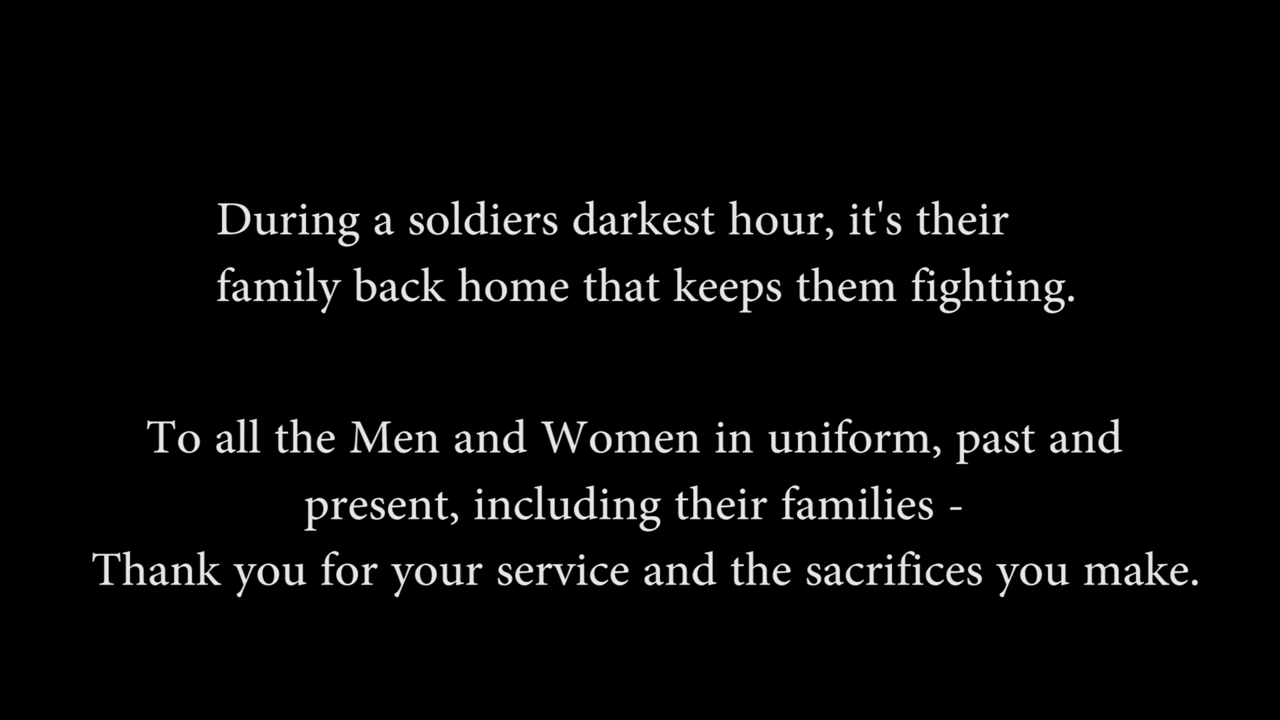 During a soldiers darkest hour, it's their
family back home that keeps them fighting.
To all the Men and Women in uniform, past and
present, including their families -
Thank you for your service and the sacrifices you make.